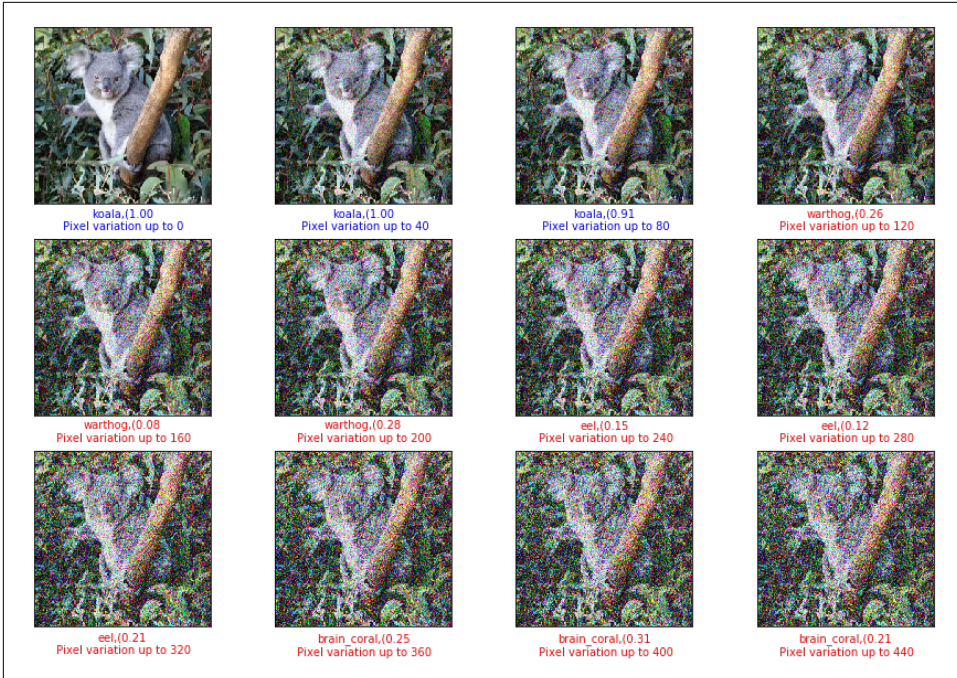 koala,(1.00
Pixel variation up to 0
koala,(1.00
Pixel variation up to 40
koala,(0.91
Pixel variation up to 80
warthog,(0.26
Pixel variation up to 120
warthog,(0.08
Pixel variation up to 160
warthog,(0.28
Pixel variation up to 200
eel,(0.15
Pixel variation up to 240
eel,(0.12
Pixel variation up to 280
eel,(0.21
Pixel variation up to 320
brain_coral,(0.25
Pixel variation up to 360
brain_coral,(0.31
Pixel variation up to 400
brain_coral,(0.21
Pixel variation up to 440